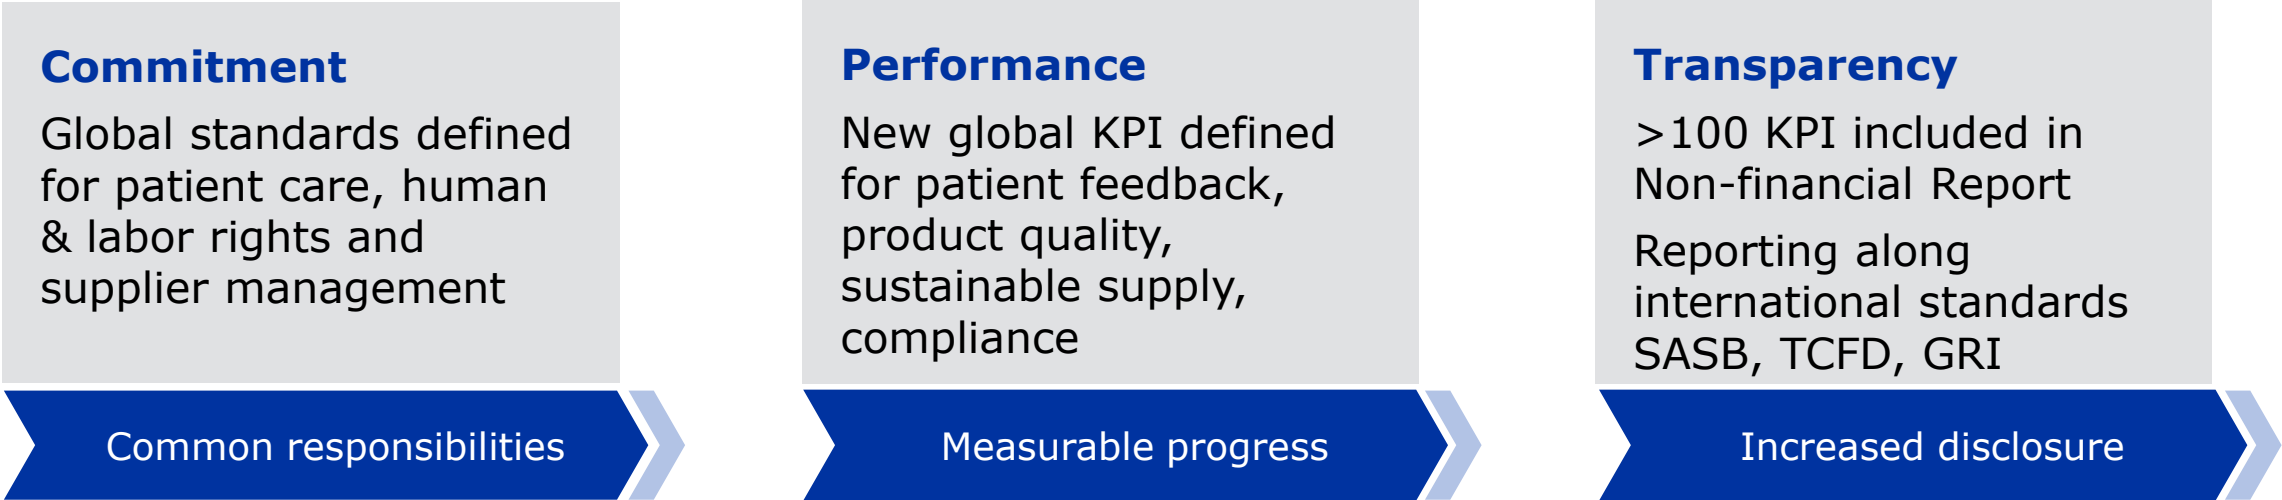 Commitment
Global standards defined
for patient care, human
& labor rights and
supplier management
Common responsibilities
Performance
New global KPI defined
for patient feedback,
product quality,
sustainable supply,
compliance
Measurable progress
Transparency
>100 KPI included in
Non-financial Report
Reporting along
international standards
SASB, TCFD, GRI
Increased disclosure